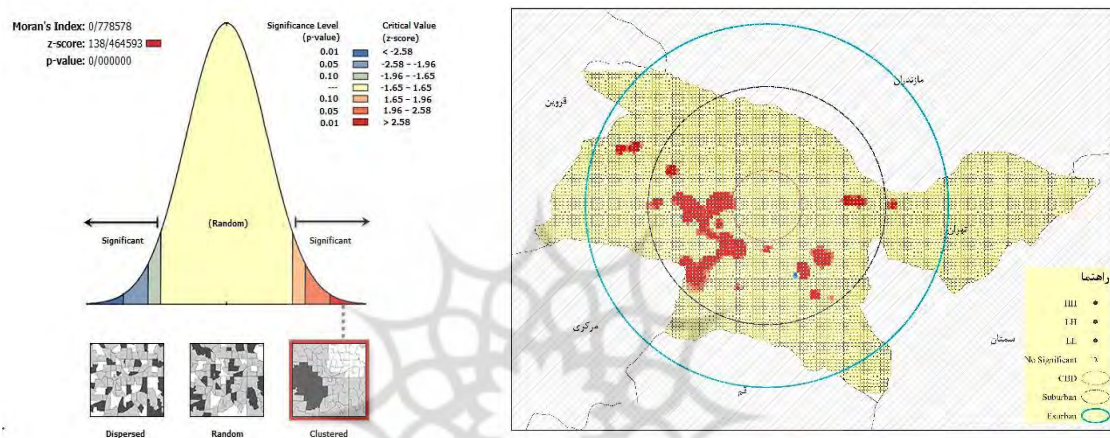 Moran's Index: 0/778578
z-score: 138/464593
p-value: 0/000000
Significance Level
(p-value)
Critical Value
(z-score)
0.01 < -2.58
0.05 -2.58 – -1.96
0.10 -1.96 – -1.65
--- -1.65 – 1.65
0.10 1.65 – 1.96
0.05 1.96 – 2.58
0.01 > 2.58
(Random)
Significant
Significant
Dispersed
Random
Clustered
مازندران
قزوین
تهران
سمنان
مرکزی
قم
راهنما
HH
LH
LL
No Significant
CBD
Suburban
Exurban